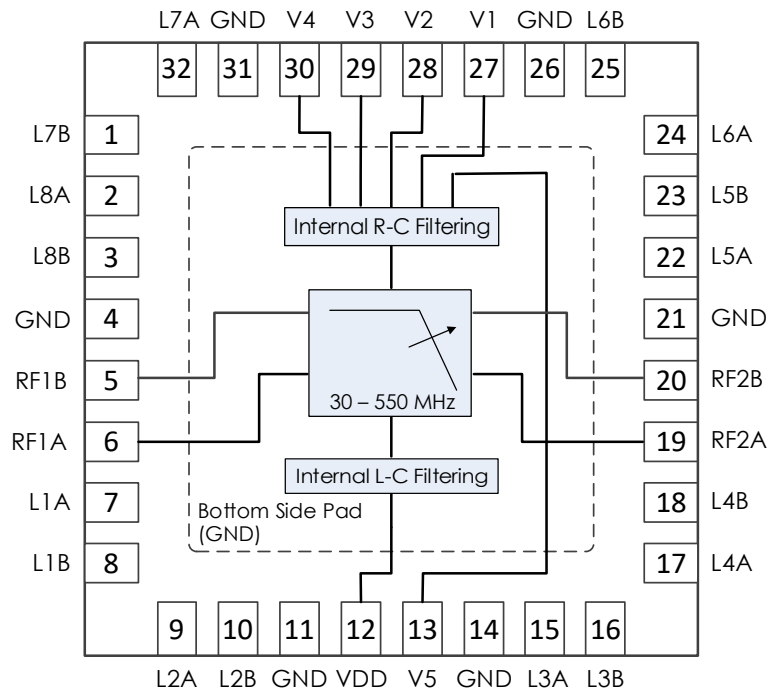 L7A GND V4 V3 V2 V1 GND L6B
32 31 30 29 28 27 26 25
L7B 1
24 L6A
L8A 2
23 L5B
L8B 3
22 L5A
GND 4
21 GND
RF1B 5
20 RF2B
RF1A 6
19 RF2A
L1A 7
18 L4B
L1B 8
17 L4A
Internal R-C Filtering
30 – 550 MHz
Internal L-C Filtering
Bottom Side Pad
(GND)
9 10 11 12 13 14 15 16
L2A L2B GND VDD V5 GND L3A L3B